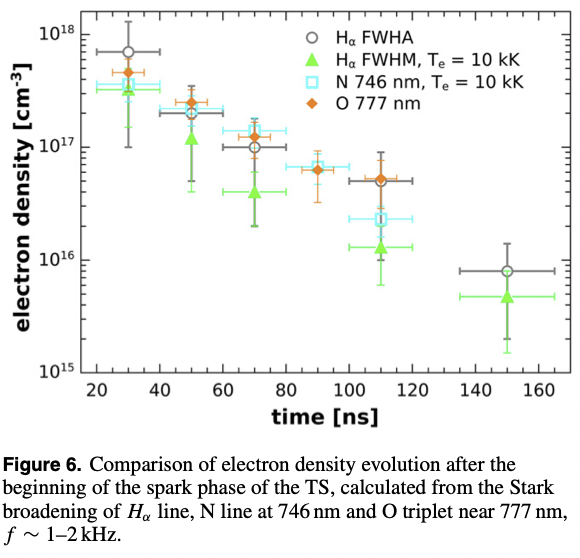 10¹⁸
10¹⁷
10¹⁶
10¹⁵
electron density [cm⁻³]
Hα FWHA
Hα FWHM, Tₑ = 10 kK
N 746 nm, Tₑ = 10 kK
O 777 nm
20 40 60 80 100 120 140 160
time [ns]
Figure 6. Comparison of electron density evolution after the
beginning of the spark phase of the TS, calculated from the Stark
broadening of Hα line, N line at 746 nm and O triplet near 777 nm,
f ∼ 1–2 kHz.